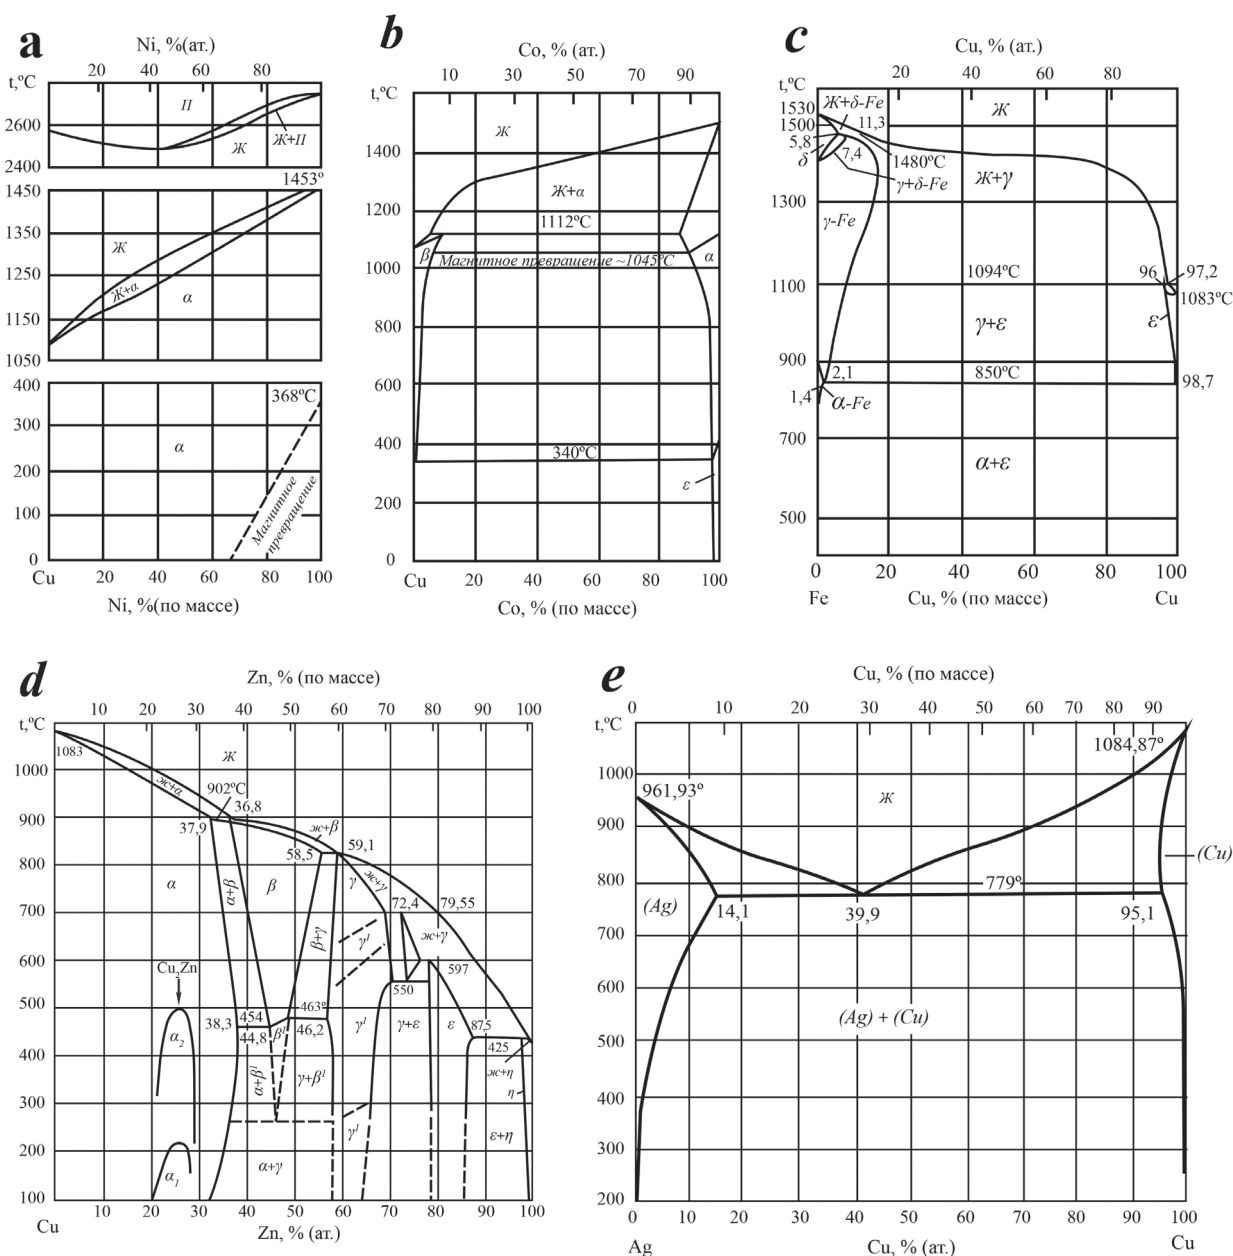 a
Ni, %(ат.)
20 40 60 80
t,ºC
2600
2400
П
Ж+П
Ж
1453º
1450
1350
1250
1150
1050
Ж
Ж+α
α
400
300
200
100
0
368ºC
α
Магнитное
превращение
Cu 20 40 60 80 100
Ni, %(по массе)
b
Co, % (ат.)
10 30 50 70 90
t,ºC
1400
1200
1000
800
600
400
200
0
Ж
Ж+α
1112ºC
β
Магнитное превращение ~1045ºC
α
340ºC
ε
Cu 20 40 60 80 100
Co, % (по массе)
c
Cu, % (ат.)
20 40 60 80
t,ºC
1530
1500
1300
1100
900
700
500
Ж+δ-Fe
Ж
11,3
5,8
δ
7,4
1480ºC
γ+δ-Fe
Ж+γ
γ-Fe
1094ºC
96
97,2
1083ºC
γ+ε
ε
2,1
850ºC
98,7
1,4
α-Fe
α+ε
0 20 40 60 80 100
Fe
Cu, % (по массе)
Cu
d
Zn, % (по массе)
10 20 30 40 50 60 70 80 90 100
t,ºC
1000
900
800
700
600
500
400
300
200
100
1083
Ж
ж+α
902ºC
36,8
37,9
ж+β
58,5
59,1
α
α+β
β
γ
ж+γ
72,4
79,55
β+γ
γ¹
ж+γ
597
550
Cu2Zn
α2
38,3
454
44,8
β¹
463º
46,2
γ¹
γ+ε
ε
87,5
425
ж+η
η
α+β¹
γ+β¹
γ¹
ε+η
α1
α+γ
Cu
10 20 30 40 50 60 70 80 90 100
Zn, % (ат.)
e
Cu, % (по массе)
0 10 20 30 40 50 60 70 80 90
t,ºC
1000
900
800
700
600
500
400
300
200
1084,87º
961,93º
Ж
(Cu)
779º
(Ag)
14,1
39,9
95,1
(Ag) + (Cu)
0 10 20 30 40 50 60 70 80 90 100
Ag
Cu, % (ат.)
Cu